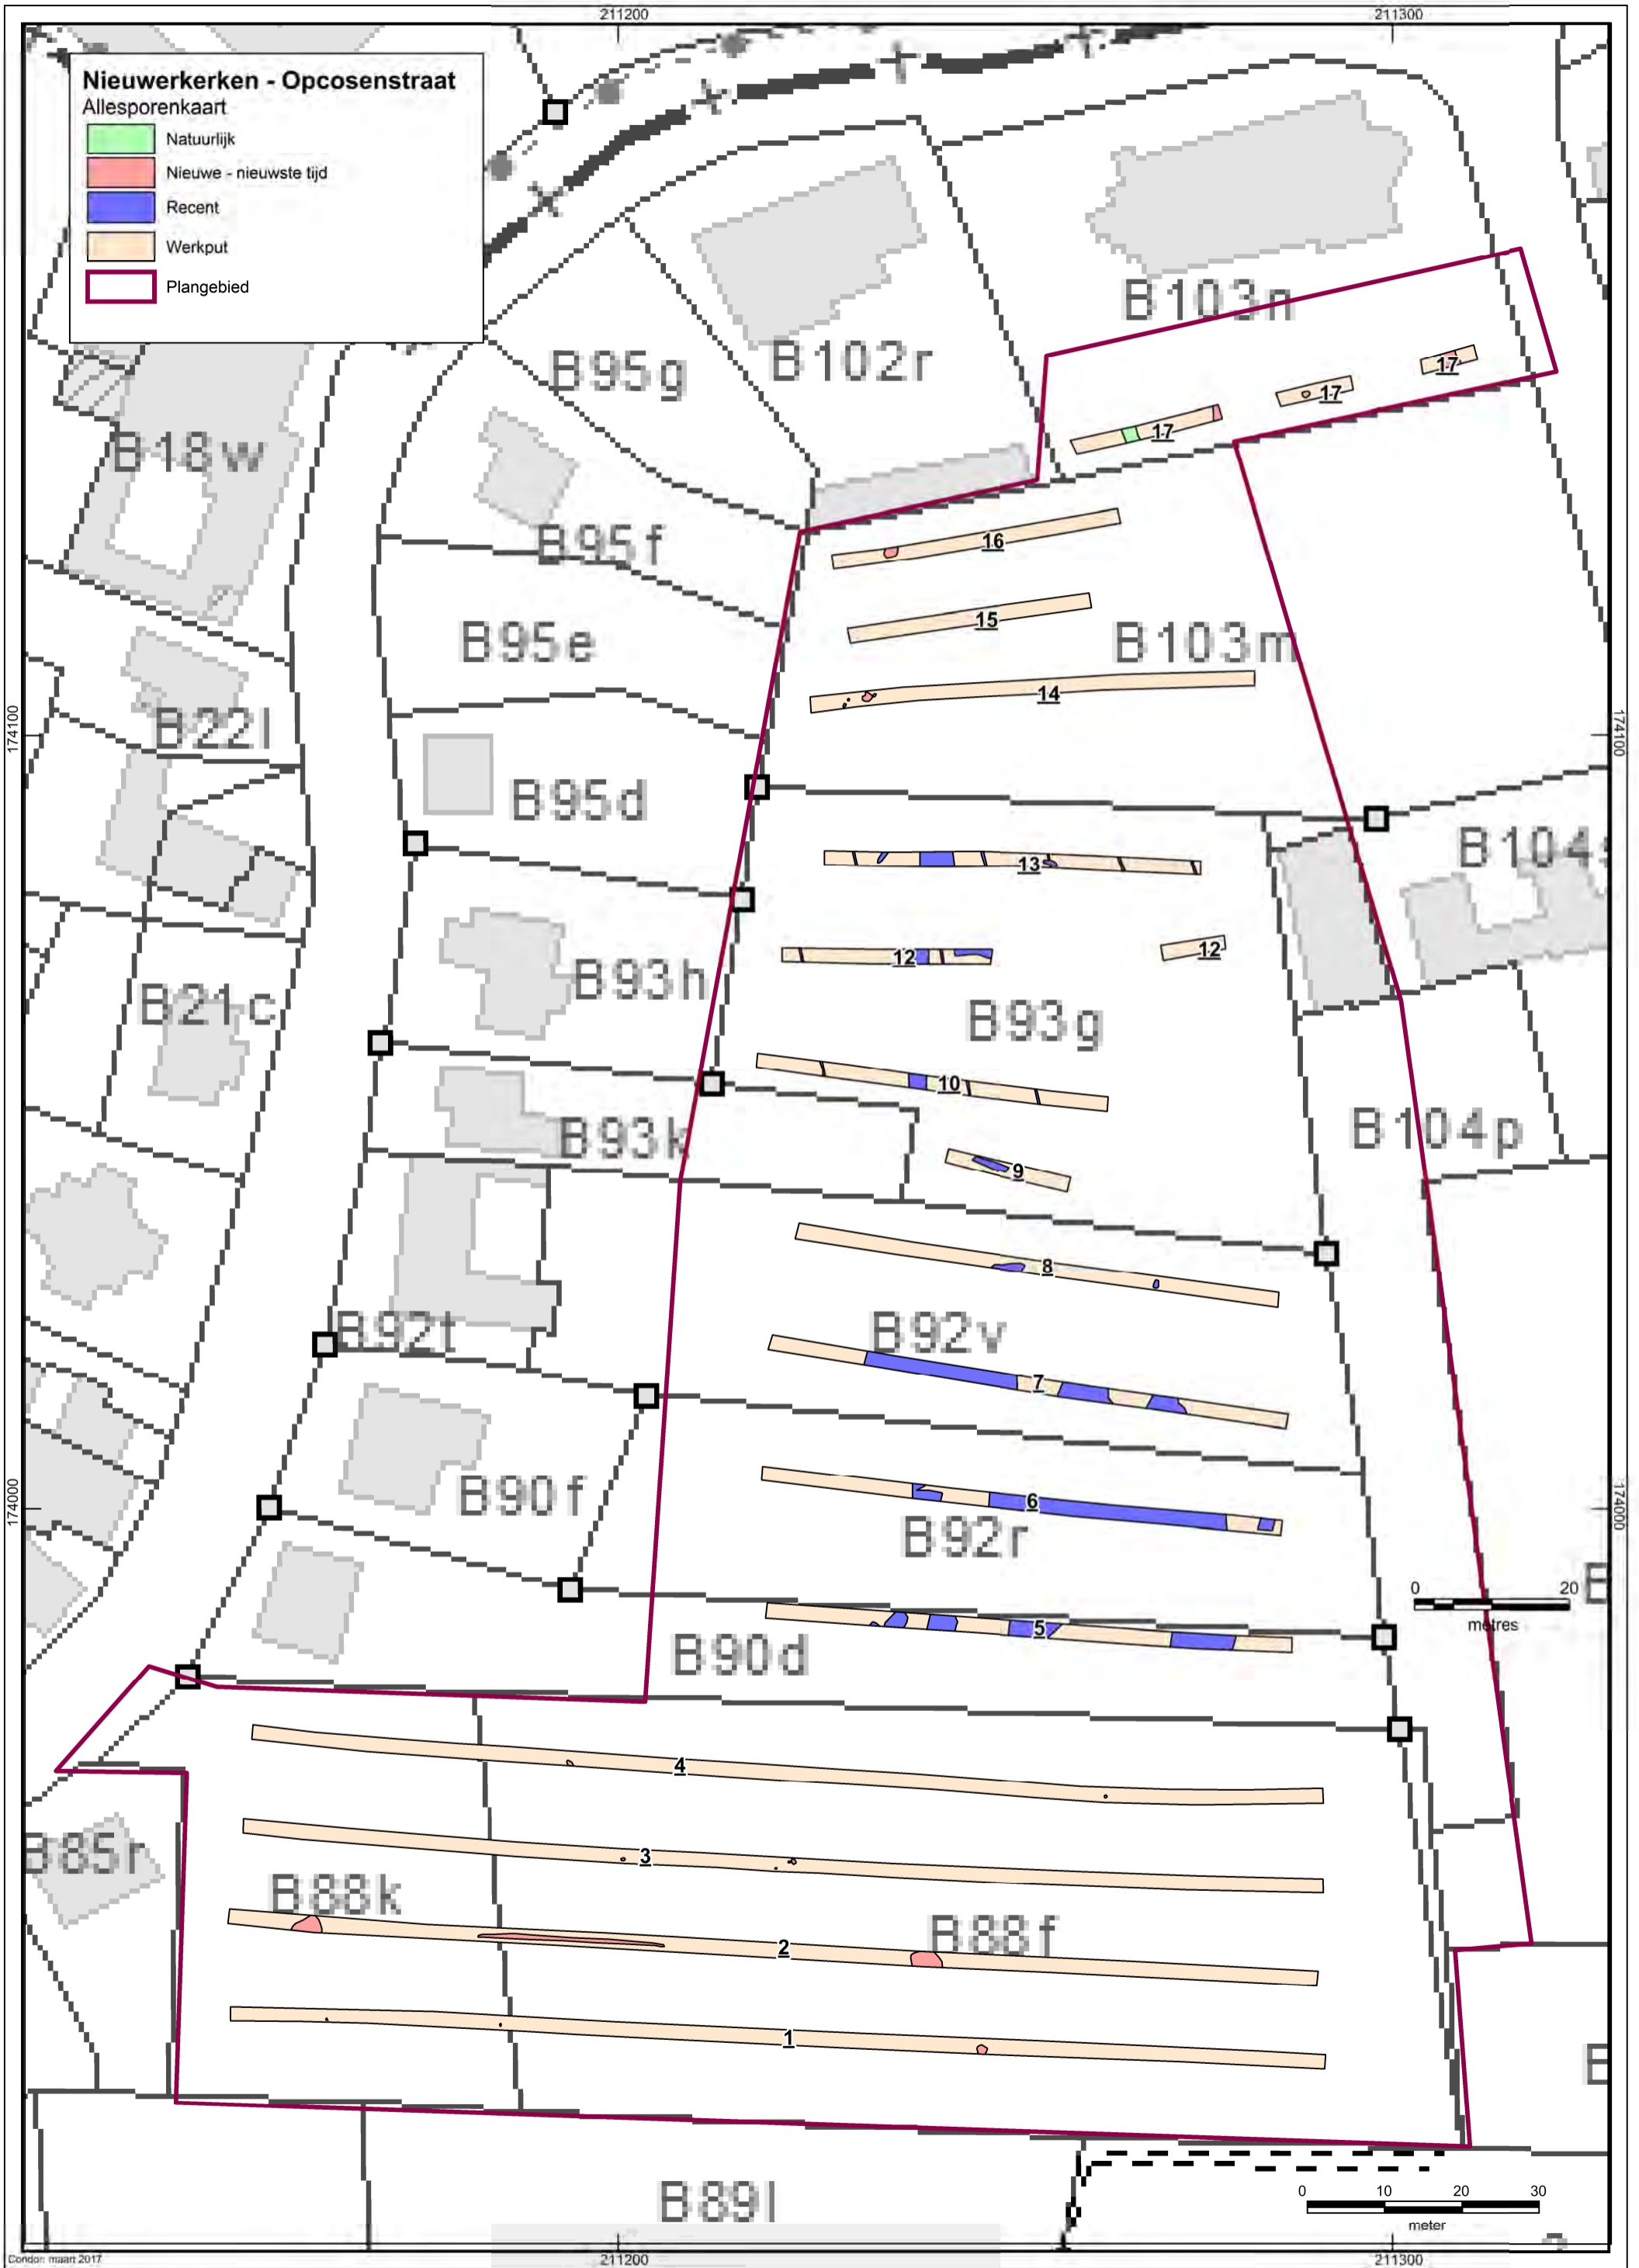 211200
211300
Nieuwerkerken - Opcosenstraat
Allesporenkaart
Natuurlijk
Nieuwe - nieuwste tijd
Recent
Werkput
Plangebied
B103n
B95g
B102r
17
17
17
B18w
B95f
16
15
B95e
B103m
14
B22l
174100
174100
B95d
B104
13
12
12
B93h
B21c
B93g
10
B93k
B104p
9
8
B92t
B92v
7
B90f
6
174000
174000
B92r
0 20
metres
5
B90d
4
B85r
3
B88k
B88f
2
1
B89l
0 10 20 30
meter
Condor maart 2017
211200
211300